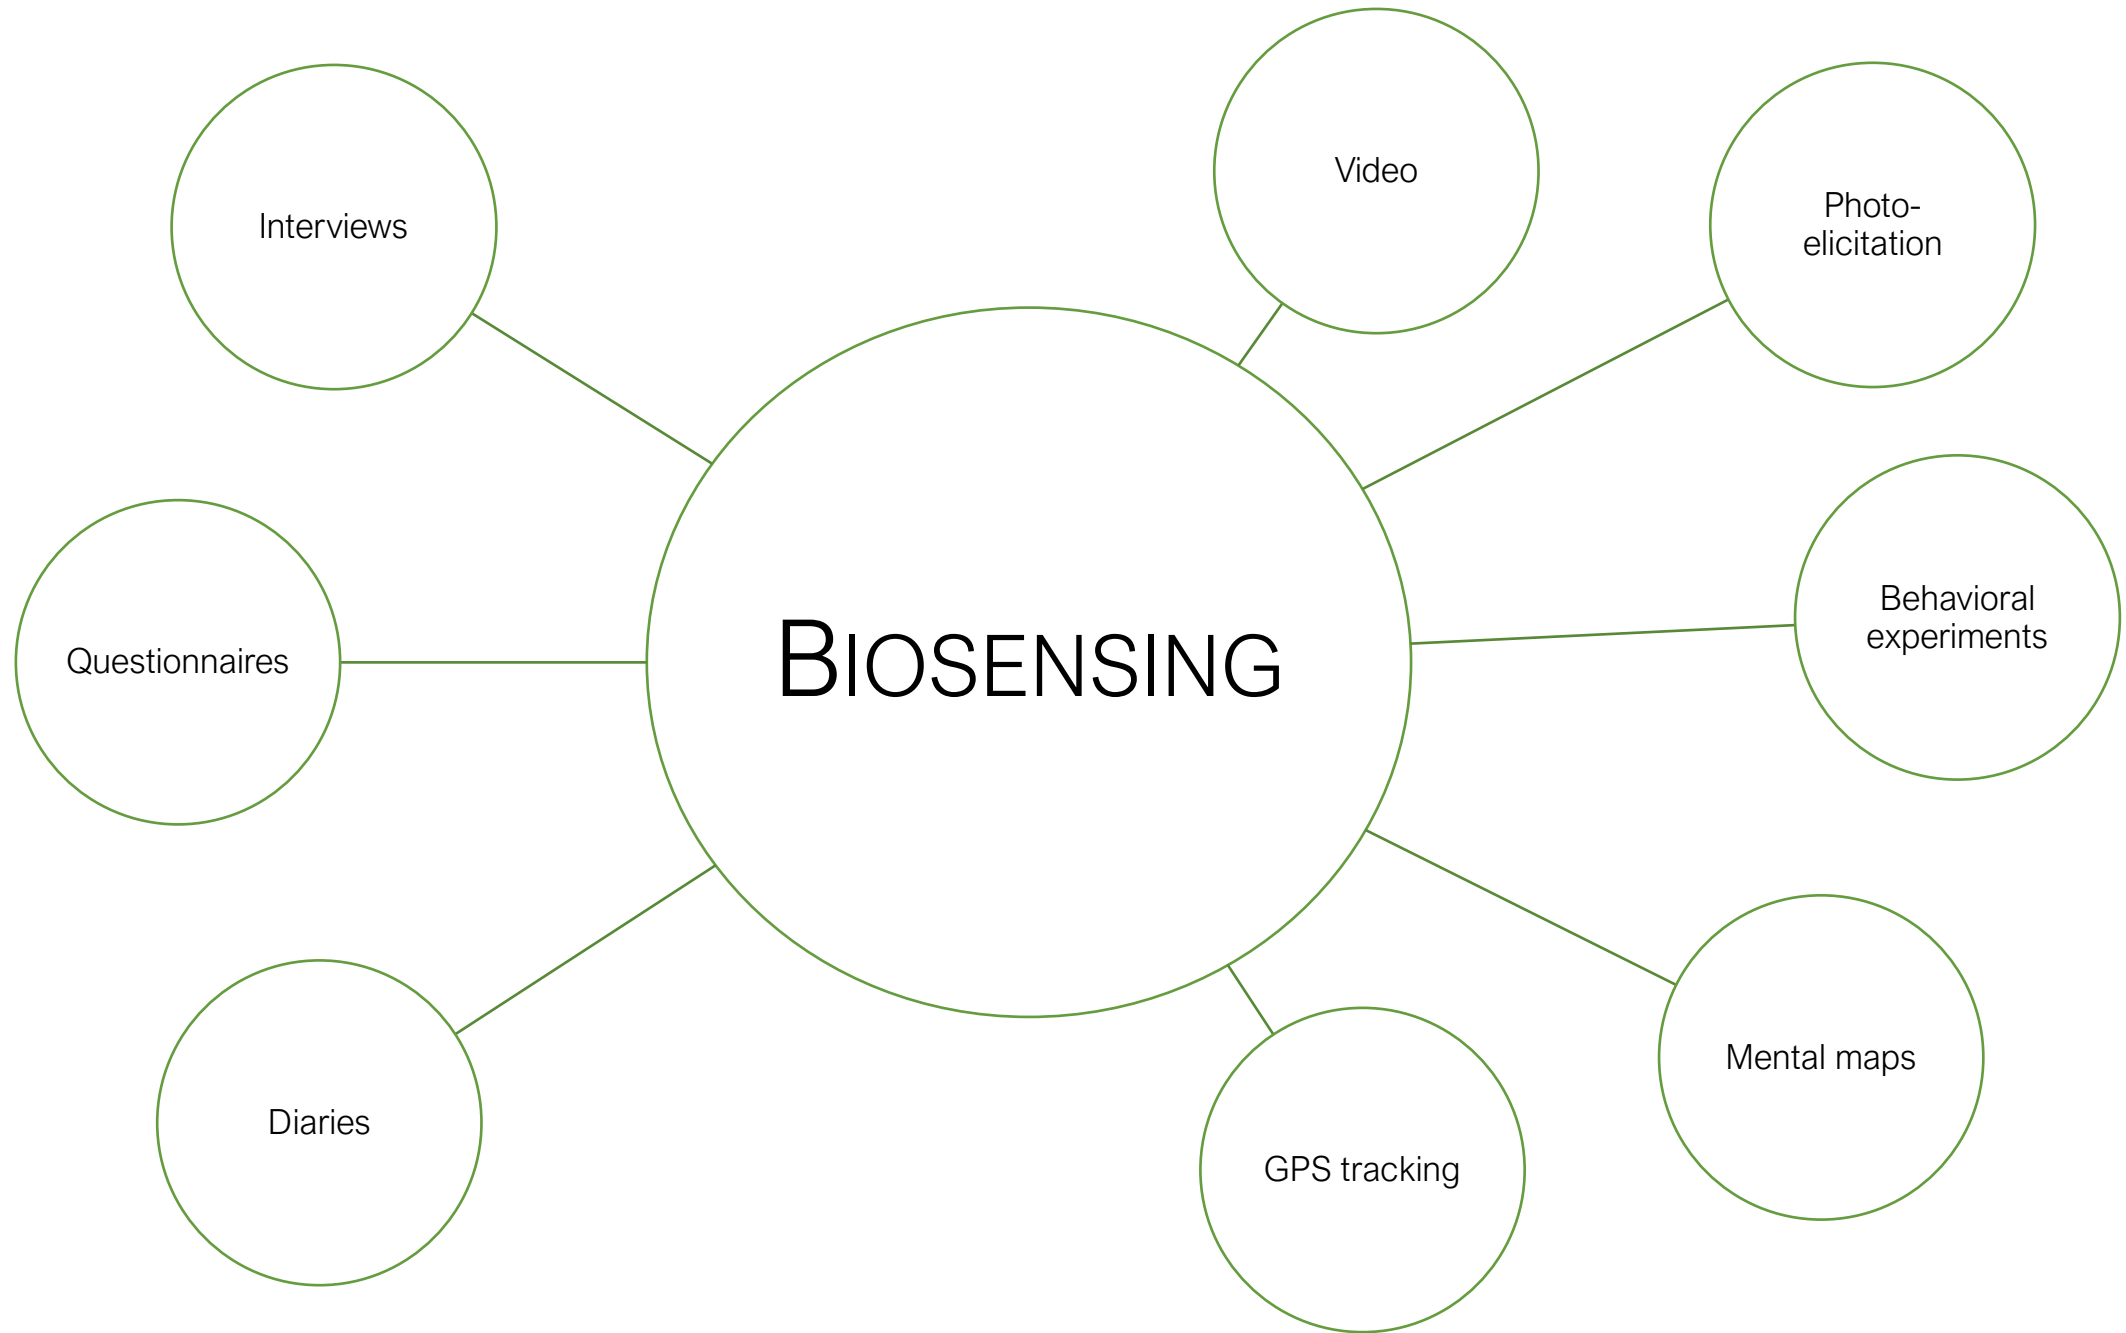 Video
Interviews
Photo-
elicitation
Behavioral
experiments
BIOSENSING
Questionnaires
Mental maps
Diaries
GPS tracking